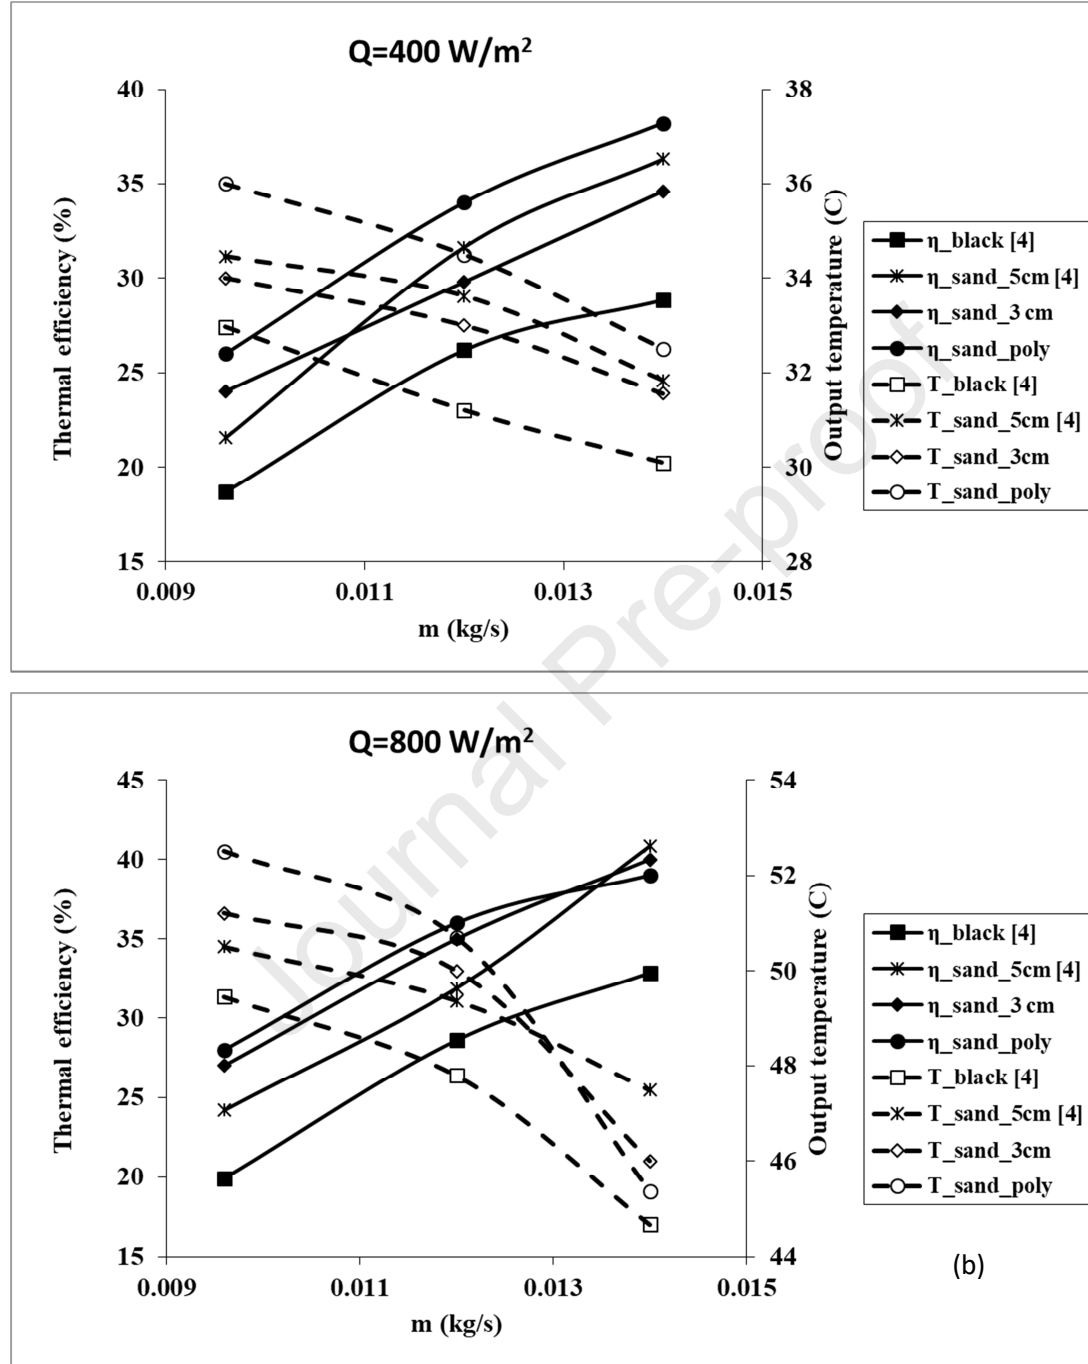 Q=400 W/m²
40
35
30
25
20
15
Thermal efficiency (%)
38
36
34
32
30
28
Output temperature (C)
0.009
0.011
0.013
0.015
m (kg/s)
η_black [4]
η_sand_5cm [4]
η_sand_3 cm
η_sand_poly
T_black [4]
T_sand_5cm [4]
T_sand_3cm
T_sand_poly
Journal Pre-proof
Q=800 W/m²
45
40
35
30
25
20
15
Thermal efficiency (%)
54
52
50
48
46
44
Output temperature (C)
0.009
0.011
0.013
0.015
m (kg/s)
η_black [4]
η_sand_5cm [4]
η_sand_3 cm
η_sand_poly
T_black [4]
T_sand_5cm [4]
T_sand_3cm
T_sand_poly
(b)